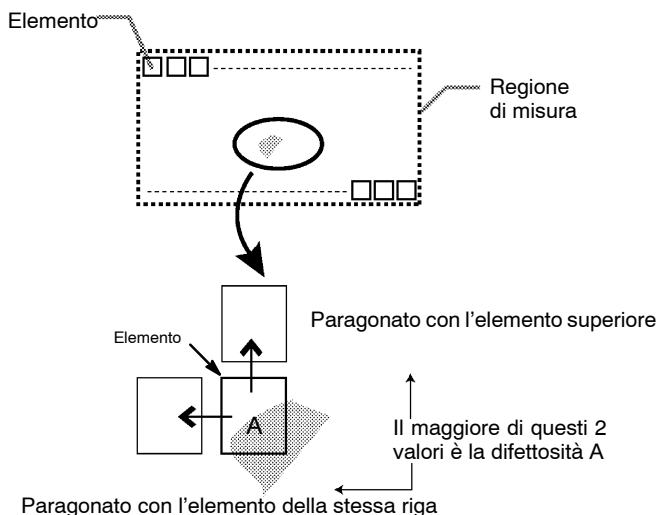 Elemento
Regione
di misura
Paragonato con l'elemento superiore
Elemento
A
Il maggiore di questi 2
valori è la difettosità A
Paragonato con l'elemento della stessa riga